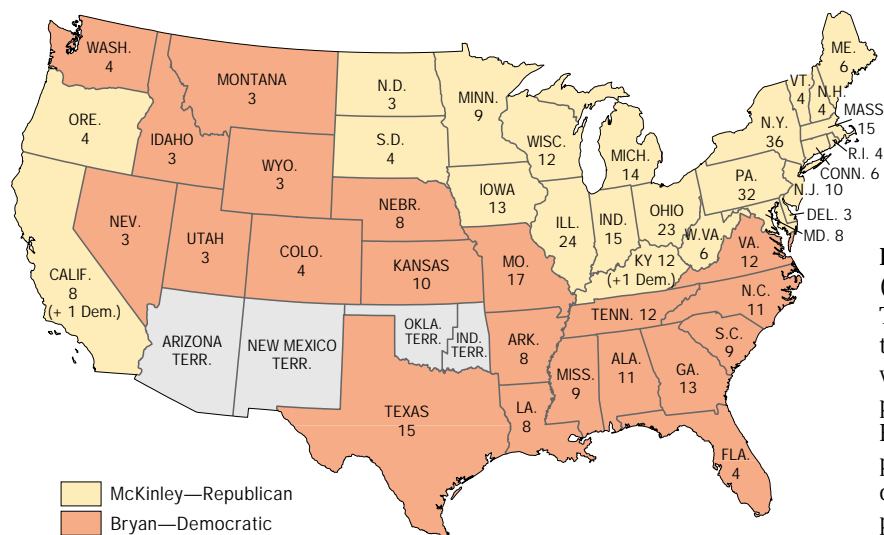 WASH.
4
ORE.
4
CALIF.
8
(+ 1 Dem.)
NEV.
3
IDAHO
3
MONTANA
3
WYO.
3
UTAH
3
COLO.
4
ARIZONA
TERR.
NEW MEXICO
TERR.
N.D.
3
S.D.
4
NEBR.
8
KANSAS
10
OKLA.
TERR.
IND.
TERR.
TEXAS
15
MINN.
9
IOWA
13
MO.
17
ARK.
8
LA.
8
WISC.
12
ILL.
24
MICH.
14
IND.
15
OHIO
23
KY 12
(+1 Dem.)
TENN. 12
MISS.
9
ALA.
11
GA.
13
FLA.
4
S.C.
9
N.C.
11
VA.
12
W.VA.
6
PA.
32
N.Y.
36
VT.
4
N.H.
4
ME.
6
MASS
15
R.I. 4
CONN. 6
N.J. 10
DEL. 3
MD. 8
McKinley—Republican
Bryan—Democratic